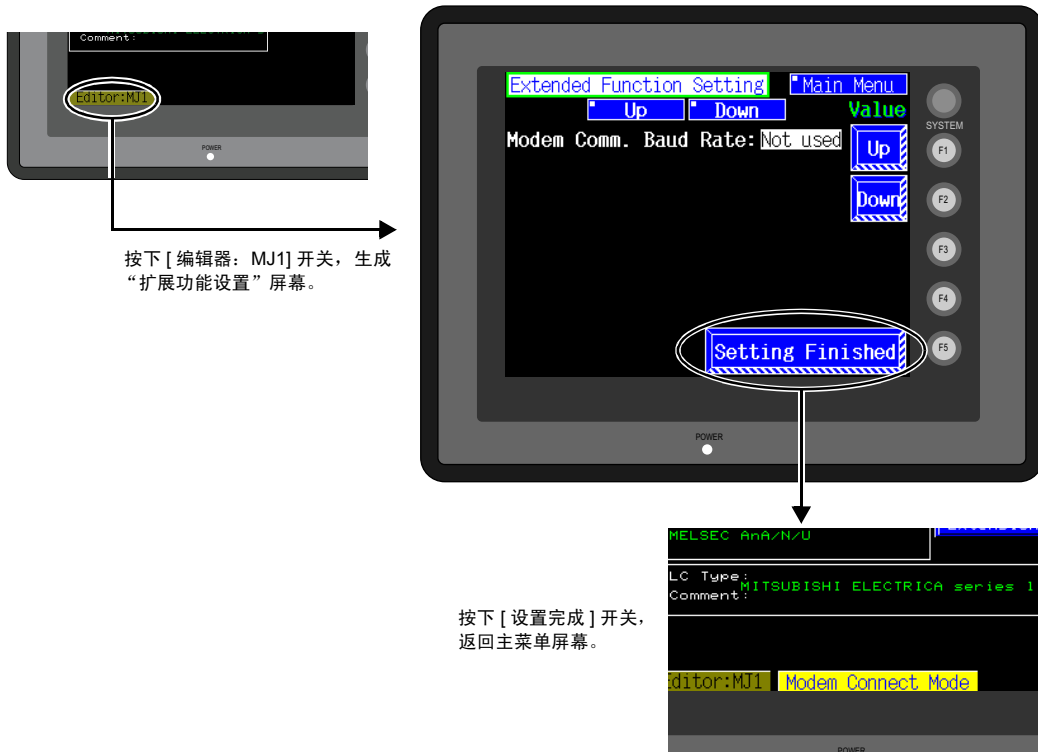 Comment:
Editor:MJ1
POWER
按下 [ 编辑器：MJ1] 开关，生成
“扩展功能设置”屏幕。
Extended Function Setting
Main Menu
Up
Down
Value
Modem Comm. Baud Rate:
Not used
Up
Down
SYSTEM
F1
F2
F3
F4
F5
Setting Finished
POWER
按下 [ 设置完成 ] 开关，
返回主菜单屏幕。
MELSEC AnA/N/U
LC Type:
MITSUBISHI ELECTRICA series 1
Comment:
ditor:MJ1
Modem Connect Mode